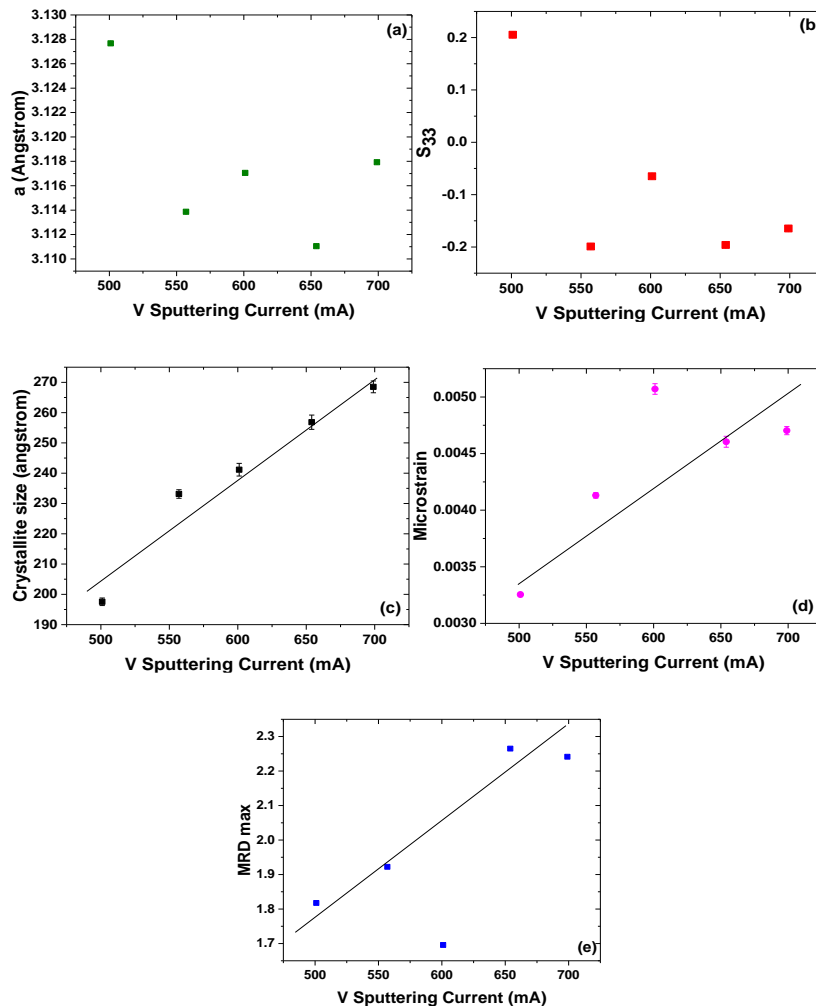 3.130
3.128
3.126
3.124
3.122
3.120
3.118
3.116
3.114
3.112
3.110
a (Angstrom)
(a)
500 550 600 650 700
V Sputtering Current (mA)
0.2
0.1
0.0
-0.1
-0.2
S33
(b)
500 550 600 650 700
V Sputtering Current (mA)
270
260
250
240
230
220
210
200
190
Crystallite size (angstrom)
(c)
500 550 600 650 700
V Sputtering Current (mA)
0.0050
0.0045
0.0040
0.0035
0.0030
Microstrain
(d)
500 550 600 650 700
V Sputtering Current (mA)
2.3
2.2
2.1
2.0
1.9
1.8
1.7
MRD max
(e)
500 550 600 650 700
V Sputtering Current (mA)